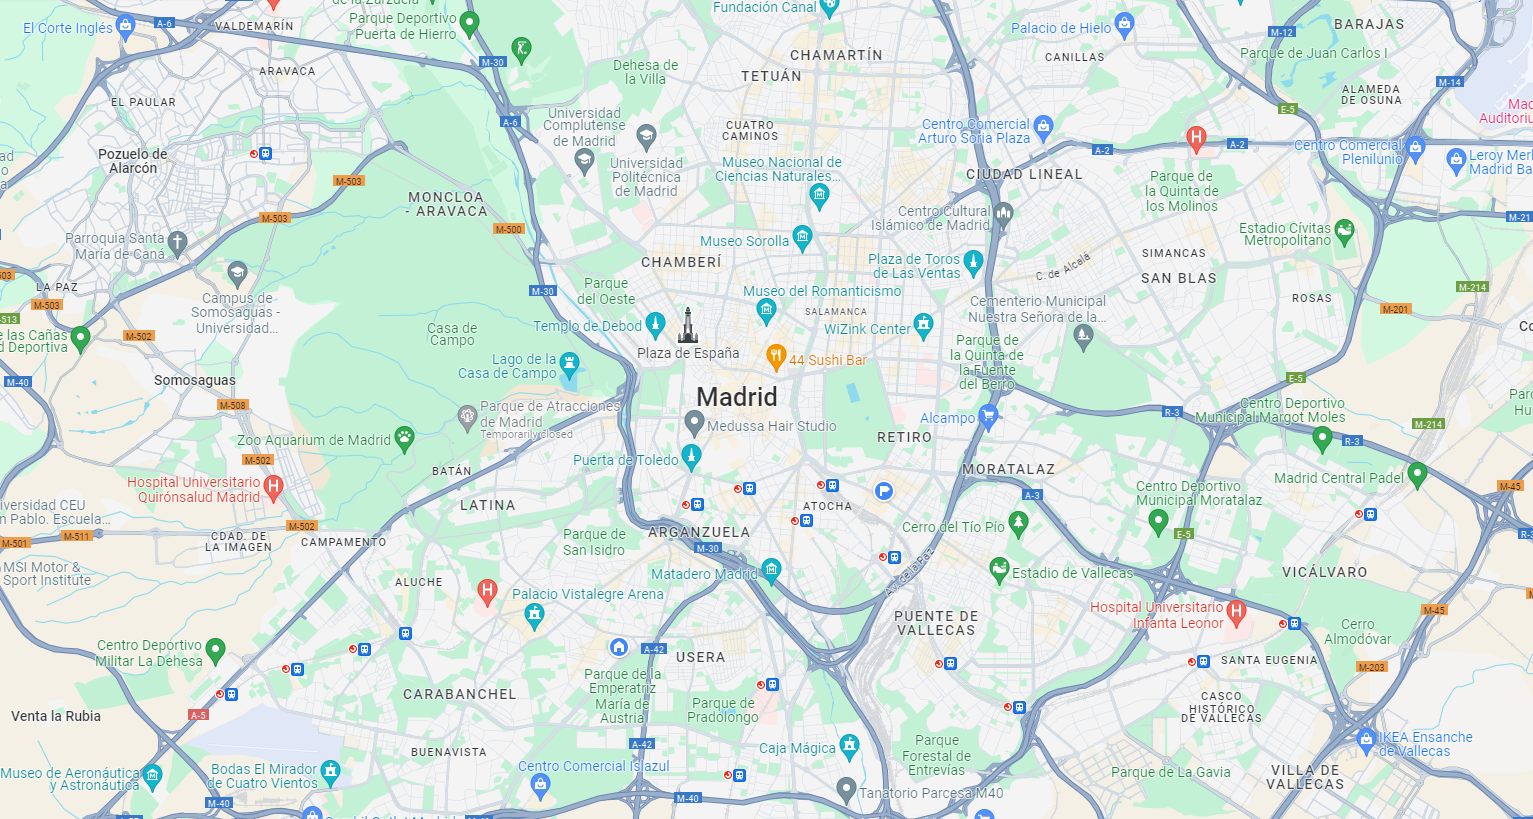 de la Zarzuela
Fundación Canal
El Corte Inglés
A-6
VALDEMARÍN
Parque Deportivo
Puerta de Hierro
Palacio de Hielo
BARAJAS
M-12
CHAMARTÍN
CANILLAS
Parque de Juan Carlos I
M-30
ARAVACA
Dehesa de
la Villa
TETUÁN
M-14
EL PAULAR
ALAMEDA
DE OSUNA
E-5
Auditoriu
A-6
Universidad
Complutense
de Madrid
CUATRO
CAMINOS
Centro Comercial
Arturo Soria Plaza
A-2
A-2
Centro Comercial
Plenilunio
Leroy Merl
Madrid Ba
Pozuelo de
Alarcón
Universidad
Politécnica
de Madrid
Museo Nacional de
Ciencias Naturales...
CIUDAD LINEAL
Parque de
la Quinta de
los Molinos
M-503
MONCLOA
- ARAVACA
M-503
M-500
M-21
Centro Cultural
Islámico de Madrid
Estadio Cívitas
Metropolitano
Parroquia Santa
María de Caná
Museo Sorolla
CHAMBERÍ
Plaza de Toros
de Las Ventas
C. de Alcalá
SIMANCAS
SAN BLAS
503
LA PAZ
M-503
Campus de
Somosaguas -
Universidad...
M-30
Parque
del Oeste
Museo del Romanticismo
SALAMANCA
Cementerio Municipal
Nuestra Señora de la...
ROSAS
M-214
M-201
-513
e las Cañas
d Deportiva
M-502
Casa de
Campo
Templo de Debod
WiZink Center
Plaza de España
Parque de
la Quinta de
la Fuente
del Berro
Lago de la
Casa de Campo
44 Sushi Bar
M-40
Somosaguas
E-5
M-508
Madrid
Parque de Atracciones
de Madrid
Temporarily closed
Medussa Hair Studio
Alcampo
R-3
Centro Deportivo
Municipal Margot Moles
M-214
R-3
Zoo Aquarium de Madrid
M-502
RETIRO
BATÁN
Puerta de Toledo
MORATALAZ
Madrid Central Padel
M-45
Hospital Universitario
Quirónsalud Madrid
A-3
Centro Deportivo
Municipal Moratalaz
LATINA
ATOCHA
iversidad CEU
n Pablo. Escuela...
M-502
M-511
M-501
CDAD. DE
LA IMAGEN
CAMPAMENTO
Parque de
San Isidro
ARGANZUELA
M-30
Cerro del Tío Pío
E-5
R-3
MSI Motor &
Sport Institute
ALUCHE
Matadero Madrid
Av. de la Paz
Estadio de Vallecas
VICÁLVARO
Palacio Vistalegre Arena
PUENTE DE
VALLECAS
Hospital Universitario
Infanta Leonor
M-45
Cerro
Almodóvar
Centro Deportivo
Militar La Dehesa
A-42
USERA
SANTA EUGENIA
M-203
CARABANCHEL
Parque de la
Emperatriz
María de
Austria
Parque de
Pradolongo
CASCO
HISTÓRICO
DE VALLECAS
Venta la Rubia
A-5
BUENAVISTA
A-42
Caja Mágica
Parque
Forestal de
Entrevías
IKEA Ensanche
de Vallecas
Museo de Aeronáutica
y Astronáutica
Bodas El Mirador
de Cuatro Vientos
Centro Comercial Islazul
Parque de La Gavia
VILLA DE
VALLECAS
M-40
M-40
Tanatorio Parcesa M40